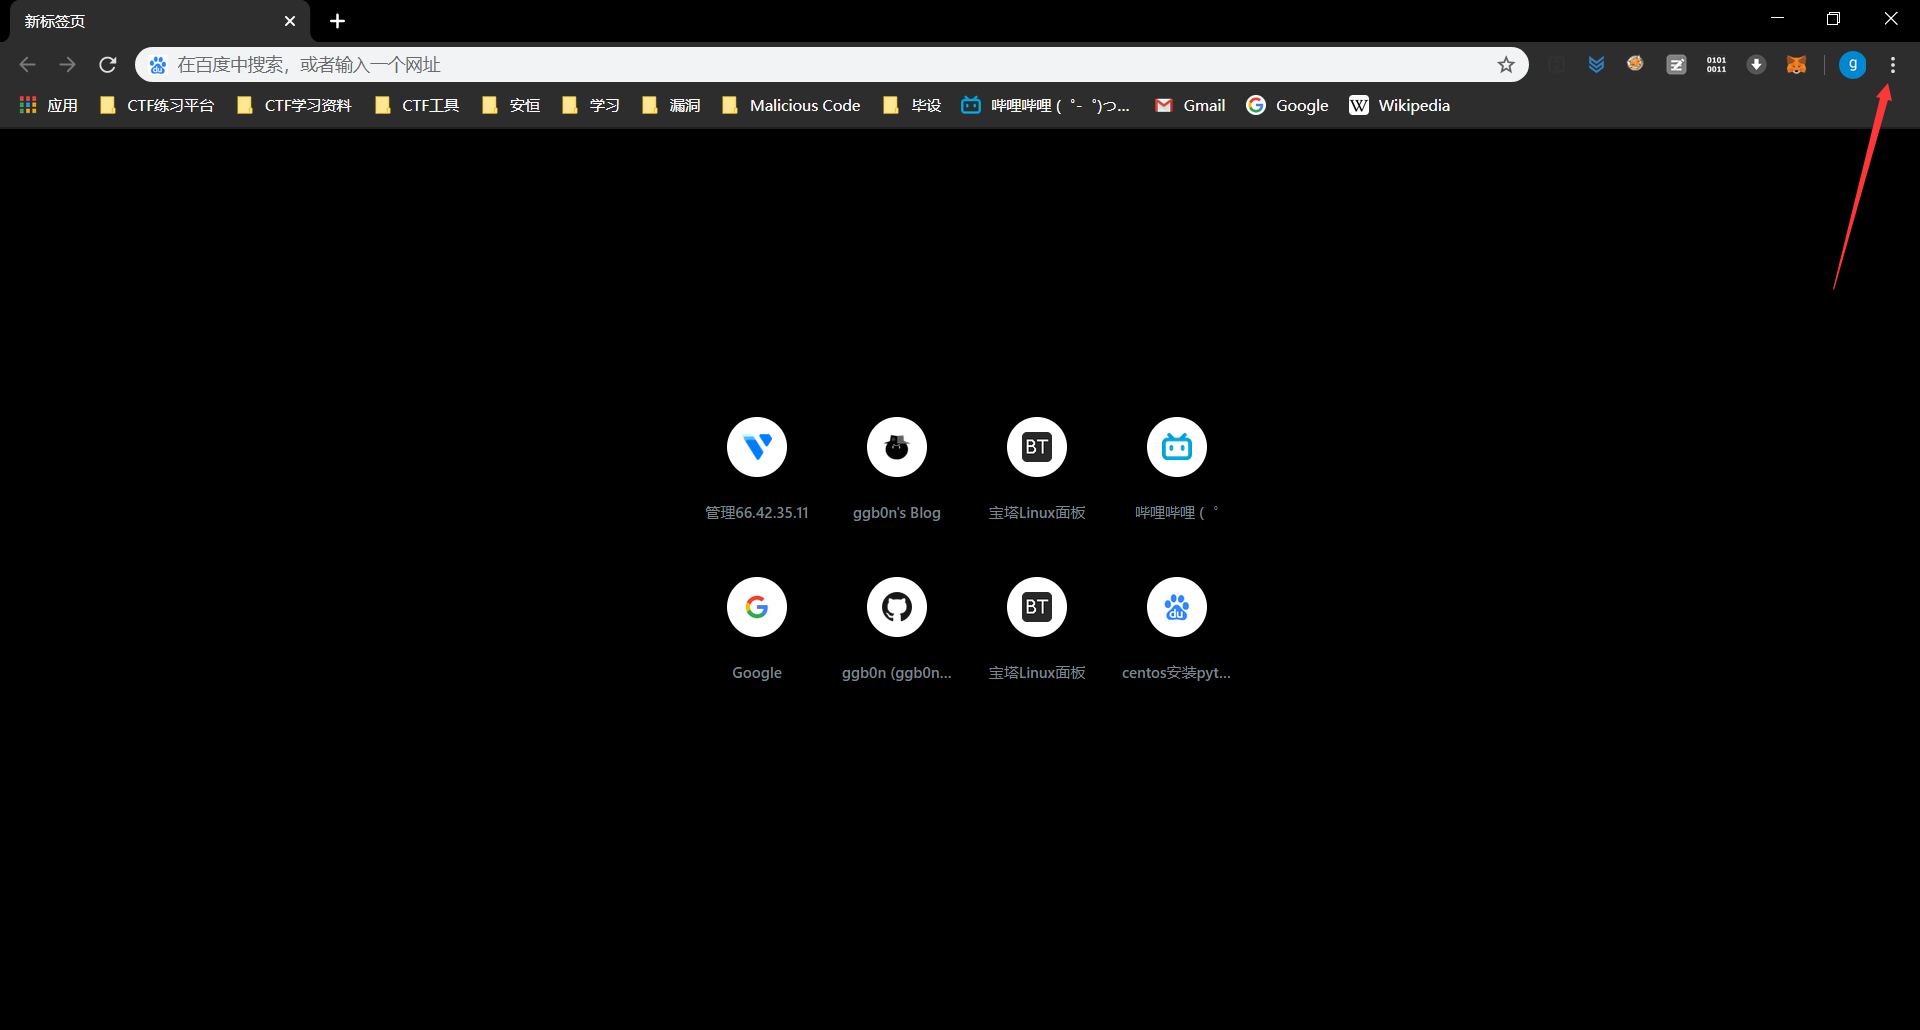 新标签页
在百度中搜索，或者输入一个网址
0101
0011
g
应用 CTF练习平台 CTF学习资料 CTF工具 安恒 学习 漏洞 Malicious Code 毕设 哔哩哔哩 (゜-゜)つ... Gmail Google W Wikipedia
BT
管理66.42.35.11 ggb0n's Blog 宝塔Linux面板 哔哩哔哩 (゜
BT du
Google ggb0n (ggb0n... 宝塔Linux面板 centos安装pyt...